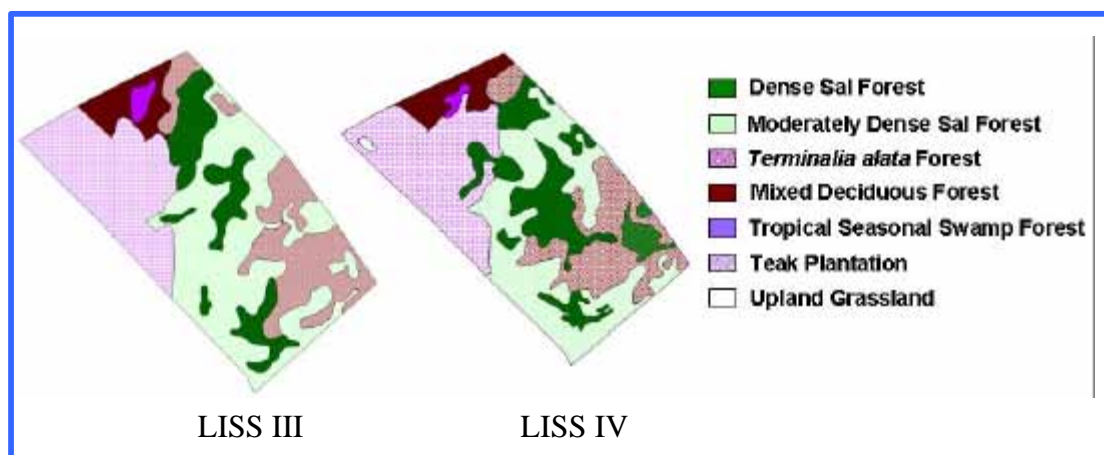 Dense Sal Forest
Moderately Dense Sal Forest
Terminalia alata Forest
Mixed Deciduous Forest
Tropical Seasonal Swamp Forest
Teak Plantation
Upland Grassland
LISS III
LISS IV